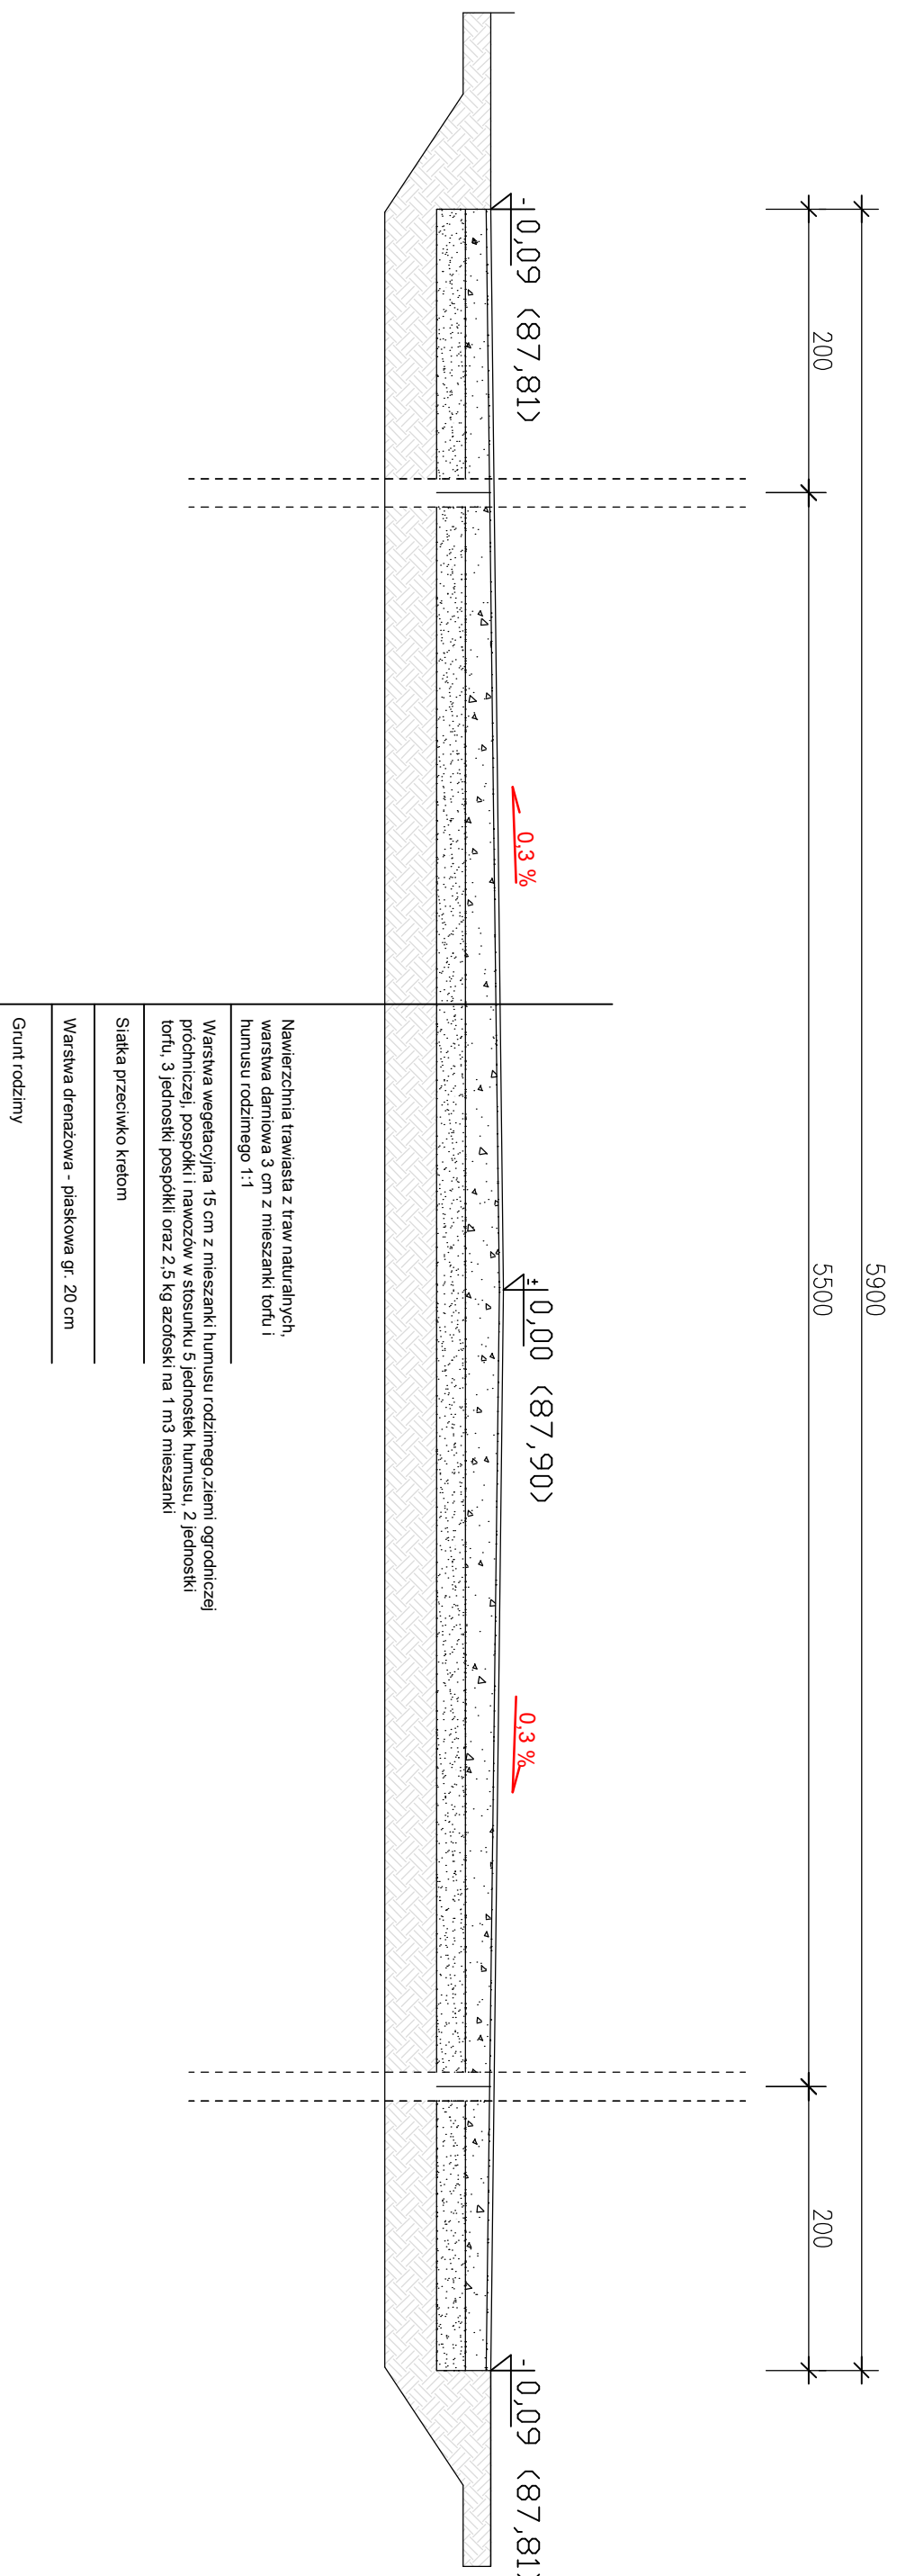 5900
200
5500
200
- 0,09 (87,81)
± 0,00 (87,90)
- 0,09 (87,81)
0,3 %
0,3 %
Nawierzchnia trawiasta z traw naturalnych,
warstwa darniowa 3 cm z mieszanki torfu i
humusu rodzimego 1:1
Warstwa wegetacyjna 15 cm z mieszanki humusu rodzimego,ziemi ogrodniczej
próchniczej, pospółki i nawozów w stosunku 5 jednostek humusu, 2 jednostki
torfu, 3 jednostki pospółkli oraz 2,5 kg azofoski na 1 m3 mieszanki
Siatka przeciwko kretom
Warstwa drenażowa - piaskowa gr. 20 cm
Grunt rodzimy